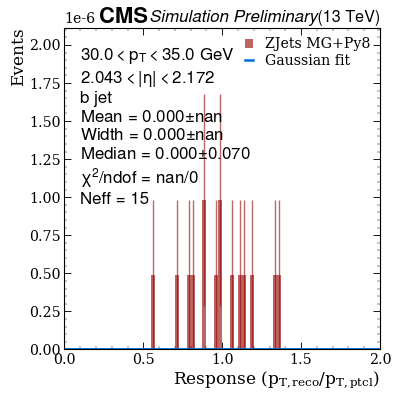 1e-6 CMS Simulation Preliminary (13 TeV)
Events
2.00
1.75
1.50
1.25
1.00
0.75
0.50
0.25
0.00
30.0 < pT < 35.0 GeV
2.043 < |η| < 2.172
b jet
Mean = 0.000±nan
Width = 0.000±nan
Median = 0.000±0.070
χ²/ndof = nan/0
Neff = 15
ZJets MG+Py8
Gaussian fit
0.0 0.5 1.0 1.5 2.0
Response (pT,reco/pT,ptcl)